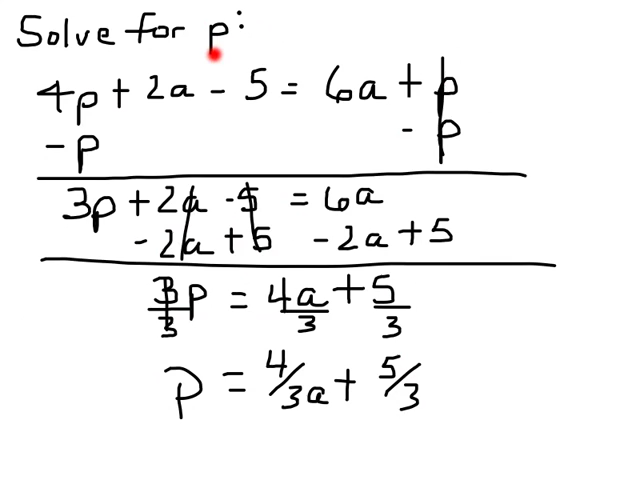 Solve for p:
4p + 2a - 5 = 6a + p
- p - p
3p + 2a - 5 = 6a
- 2a + 5 - 2a + 5
3/3 p = 4a/3 + 5/3
p = 4/3a + 5/3